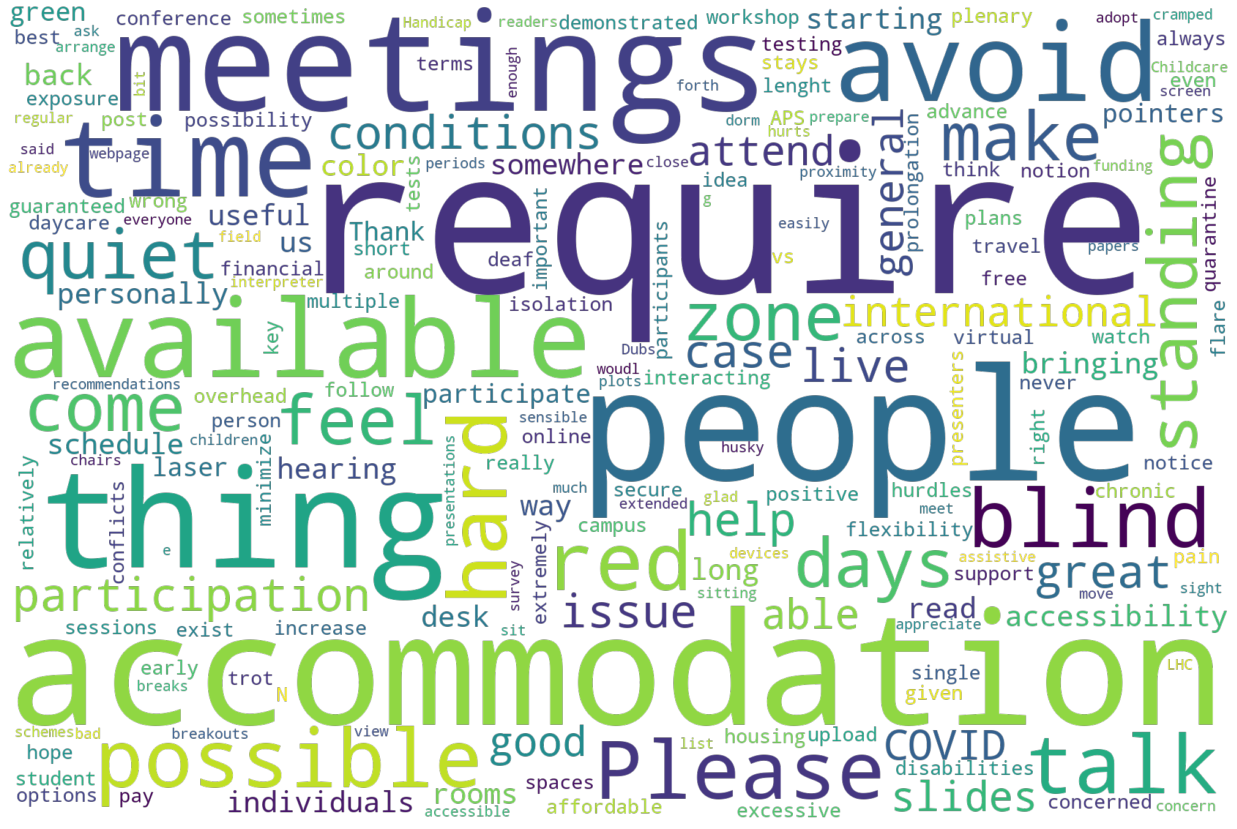 green conference sometimes Handicap readers demonstrated workshop starting plenary adopt cramped
best ask arrange meetings terms enough forth testing avoid always
back bit stays Childcare even
exposure lenght screen
regular post possibility conditions APS hurts dorm prepare advance make pointers
said webpage time color periods somewhere close attend proximity general prolongation think notion funding
already tests idea g
guaranteed wrong useful Thank require important easily plans standing quarantine
daycare everyone us short deaf participants vs travel papers
quiet field financial around free
personally interpreter multiple isolation zone international flare
available key Dubs case across virtual watch
recommendations woudl live bringing
come overhead follow participate plots interacting people presenters never
person feel sensible right
schedule children hard online husky notice
relatively chairs laser minimize hearing presentations really
thing much secure positive hurdles chronic
conflicts way extended glad meet blind
e campus help flexibility
survey extremely red devices days assistive pain
participation long sitting support great move sight
desk issue able read appreciate accessibility
sessions exist increase sit
accommodation
early breaks trot N single given LHC
schemes bad possible breakouts view good Please list housing upload COVID talk
hope disabilities
student rooms spaces slides
options pay individuals accessible affordable excessive concerned concern